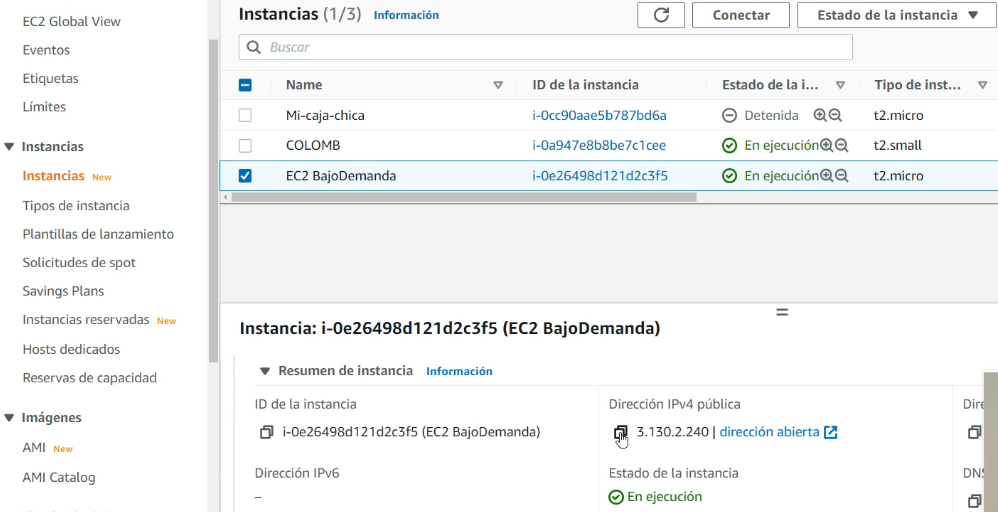 EC2 Global View
Eventos
Etiquetas
Límites
Instancias
Instancias New
Tipos de instancia
Plantillas de lanzamiento
Solicitudes de spot
Savings Plans
Instancias reservadas New
Hosts dedicados
Reservas de capacidad
Imágenes
AMI New
AMI Catalog
Instancias (1/3) Información
Conectar
Estado de la instancia
Buscar
Name ID de la instancia Estado de la i... Tipo de inst...
Mi-caja-chica i-0cc90aae5b787bd6a Detenida t2.micro
COLOMB i-0a947e8b8be7c1cee En ejecución t2.small
EC2 BajoDemanda i-0e26498d121d2c3f5 En ejecución t2.micro
Instancia: i-0e26498d121d2c3f5 (EC2 BajoDemanda)
Resumen de instancia Información
ID de la instancia
i-0e26498d121d2c3f5 (EC2 BajoDemanda)
Dirección IPv6
–
Dirección IPv4 pública
3.130.2.240 | dirección abierta
Estado de la instancia
En ejecución
Dire
DNS